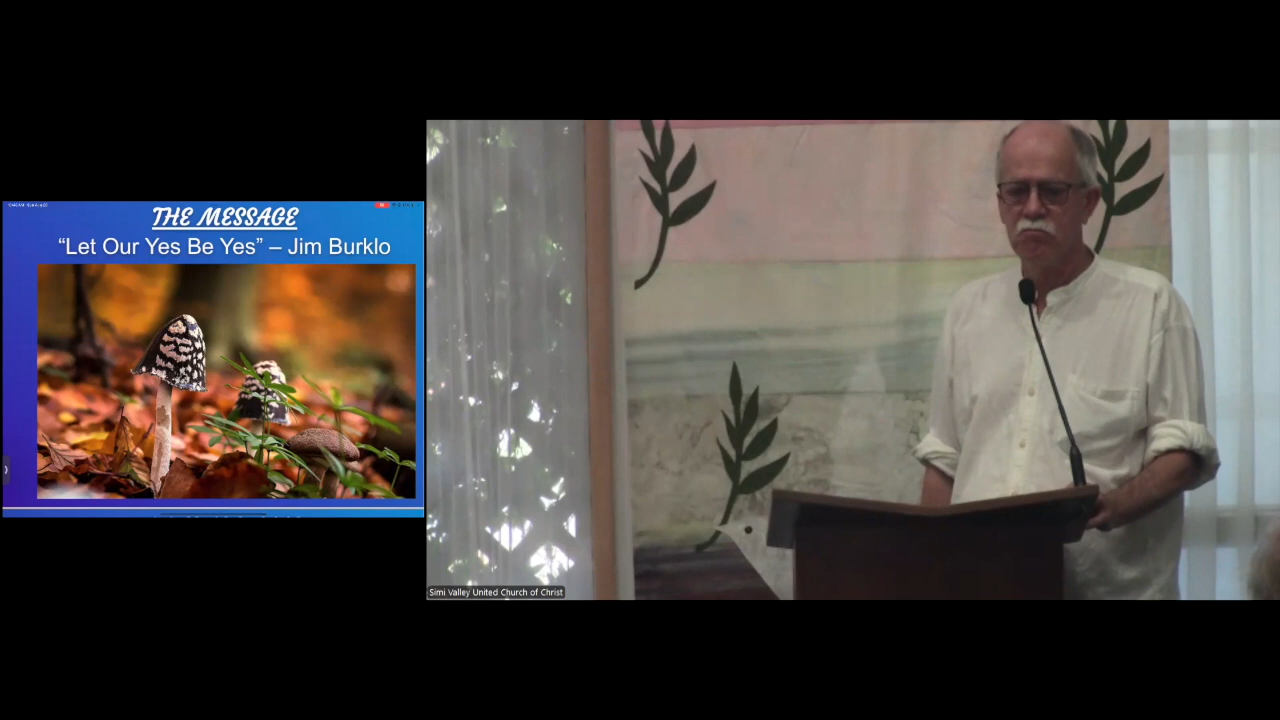 THE MESSAGE
“Let Our Yes Be Yes” – Jim Burklo
Simi Valley United Church of Christ